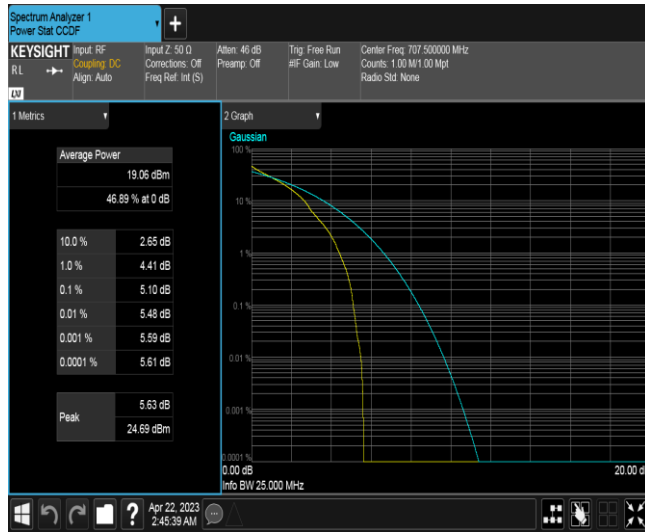 Spectrum Analyzer 1
Power Stat CCDF
+
KEYSIGHT
RL
LXI
Input: RF
Coupling: DC
Align: Auto
Input Z: 50 Ω
Corrections: Off
Freq Ref: Int (S)
Atten: 46 dB
Preamp: Off
Trig: Free Run
#IF Gain: Low
Center Freq: 707.500000 MHz
Counts: 1.00 M/1.00 Mpt
Radio Std: None
1 Metrics
Average Power
19.06 dBm
46.89 % at 0 dB
10.0 % 2.65 dB
1.0 % 4.41 dB
0.1 % 5.10 dB
0.01 % 5.48 dB
0.001 % 5.59 dB
0.0001 % 5.61 dB
Peak
5.63 dB
24.69 dBm
2 Graph
Gaussian
100 %
10 %
1 %
0.1 %
0.01 %
0.001 %
0.0001 %
0.00 dB 20.00 d
Info BW 25.000 MHz
?
Apr 22, 2023
2:45:39 AM